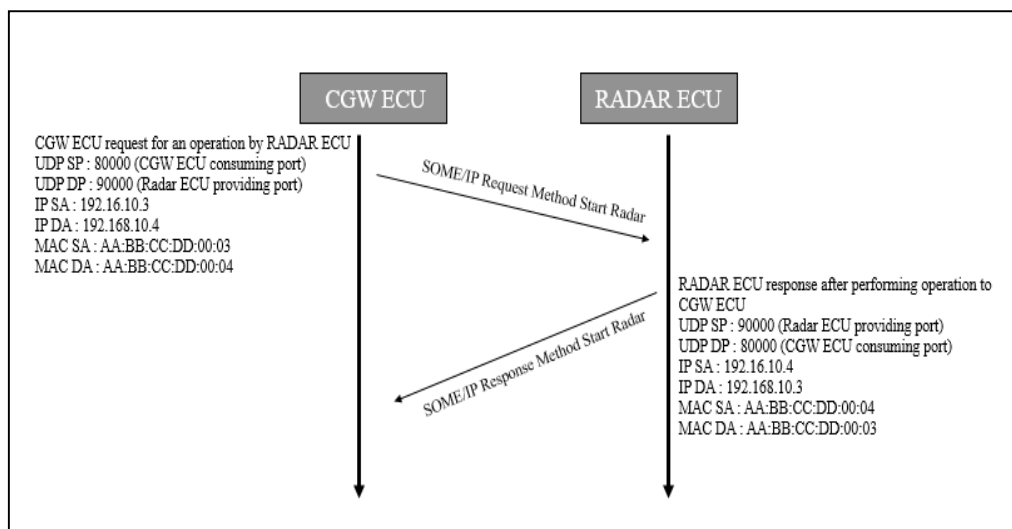 CGW ECU
RADAR ECU
CGW ECU request for an operation by RADAR ECU
UDP SP : 80000 (CGW ECU consuming port)
UDP DP : 90000 (Radar ECU providing port)
IP SA : 192.16.10.3
IP DA : 192.168.10.4
MAC SA : AA:BB:CC:DD:00:03
MAC DA : AA:BB:CC:DD:00:04
SOME/IP Request Method Start Radar
RADAR ECU response after performing operation to
CGW ECU
UDP SP : 90000 (Radar ECU providing port)
UDP DP : 80000 (CGW ECU consuming port)
IP SA : 192.16.10.4
IP DA : 192.168.10.3
MAC SA : AA:BB:CC:DD:00:04
MAC DA : AA:BB:CC:DD:00:03
SOME/IP Response Method Start Radar